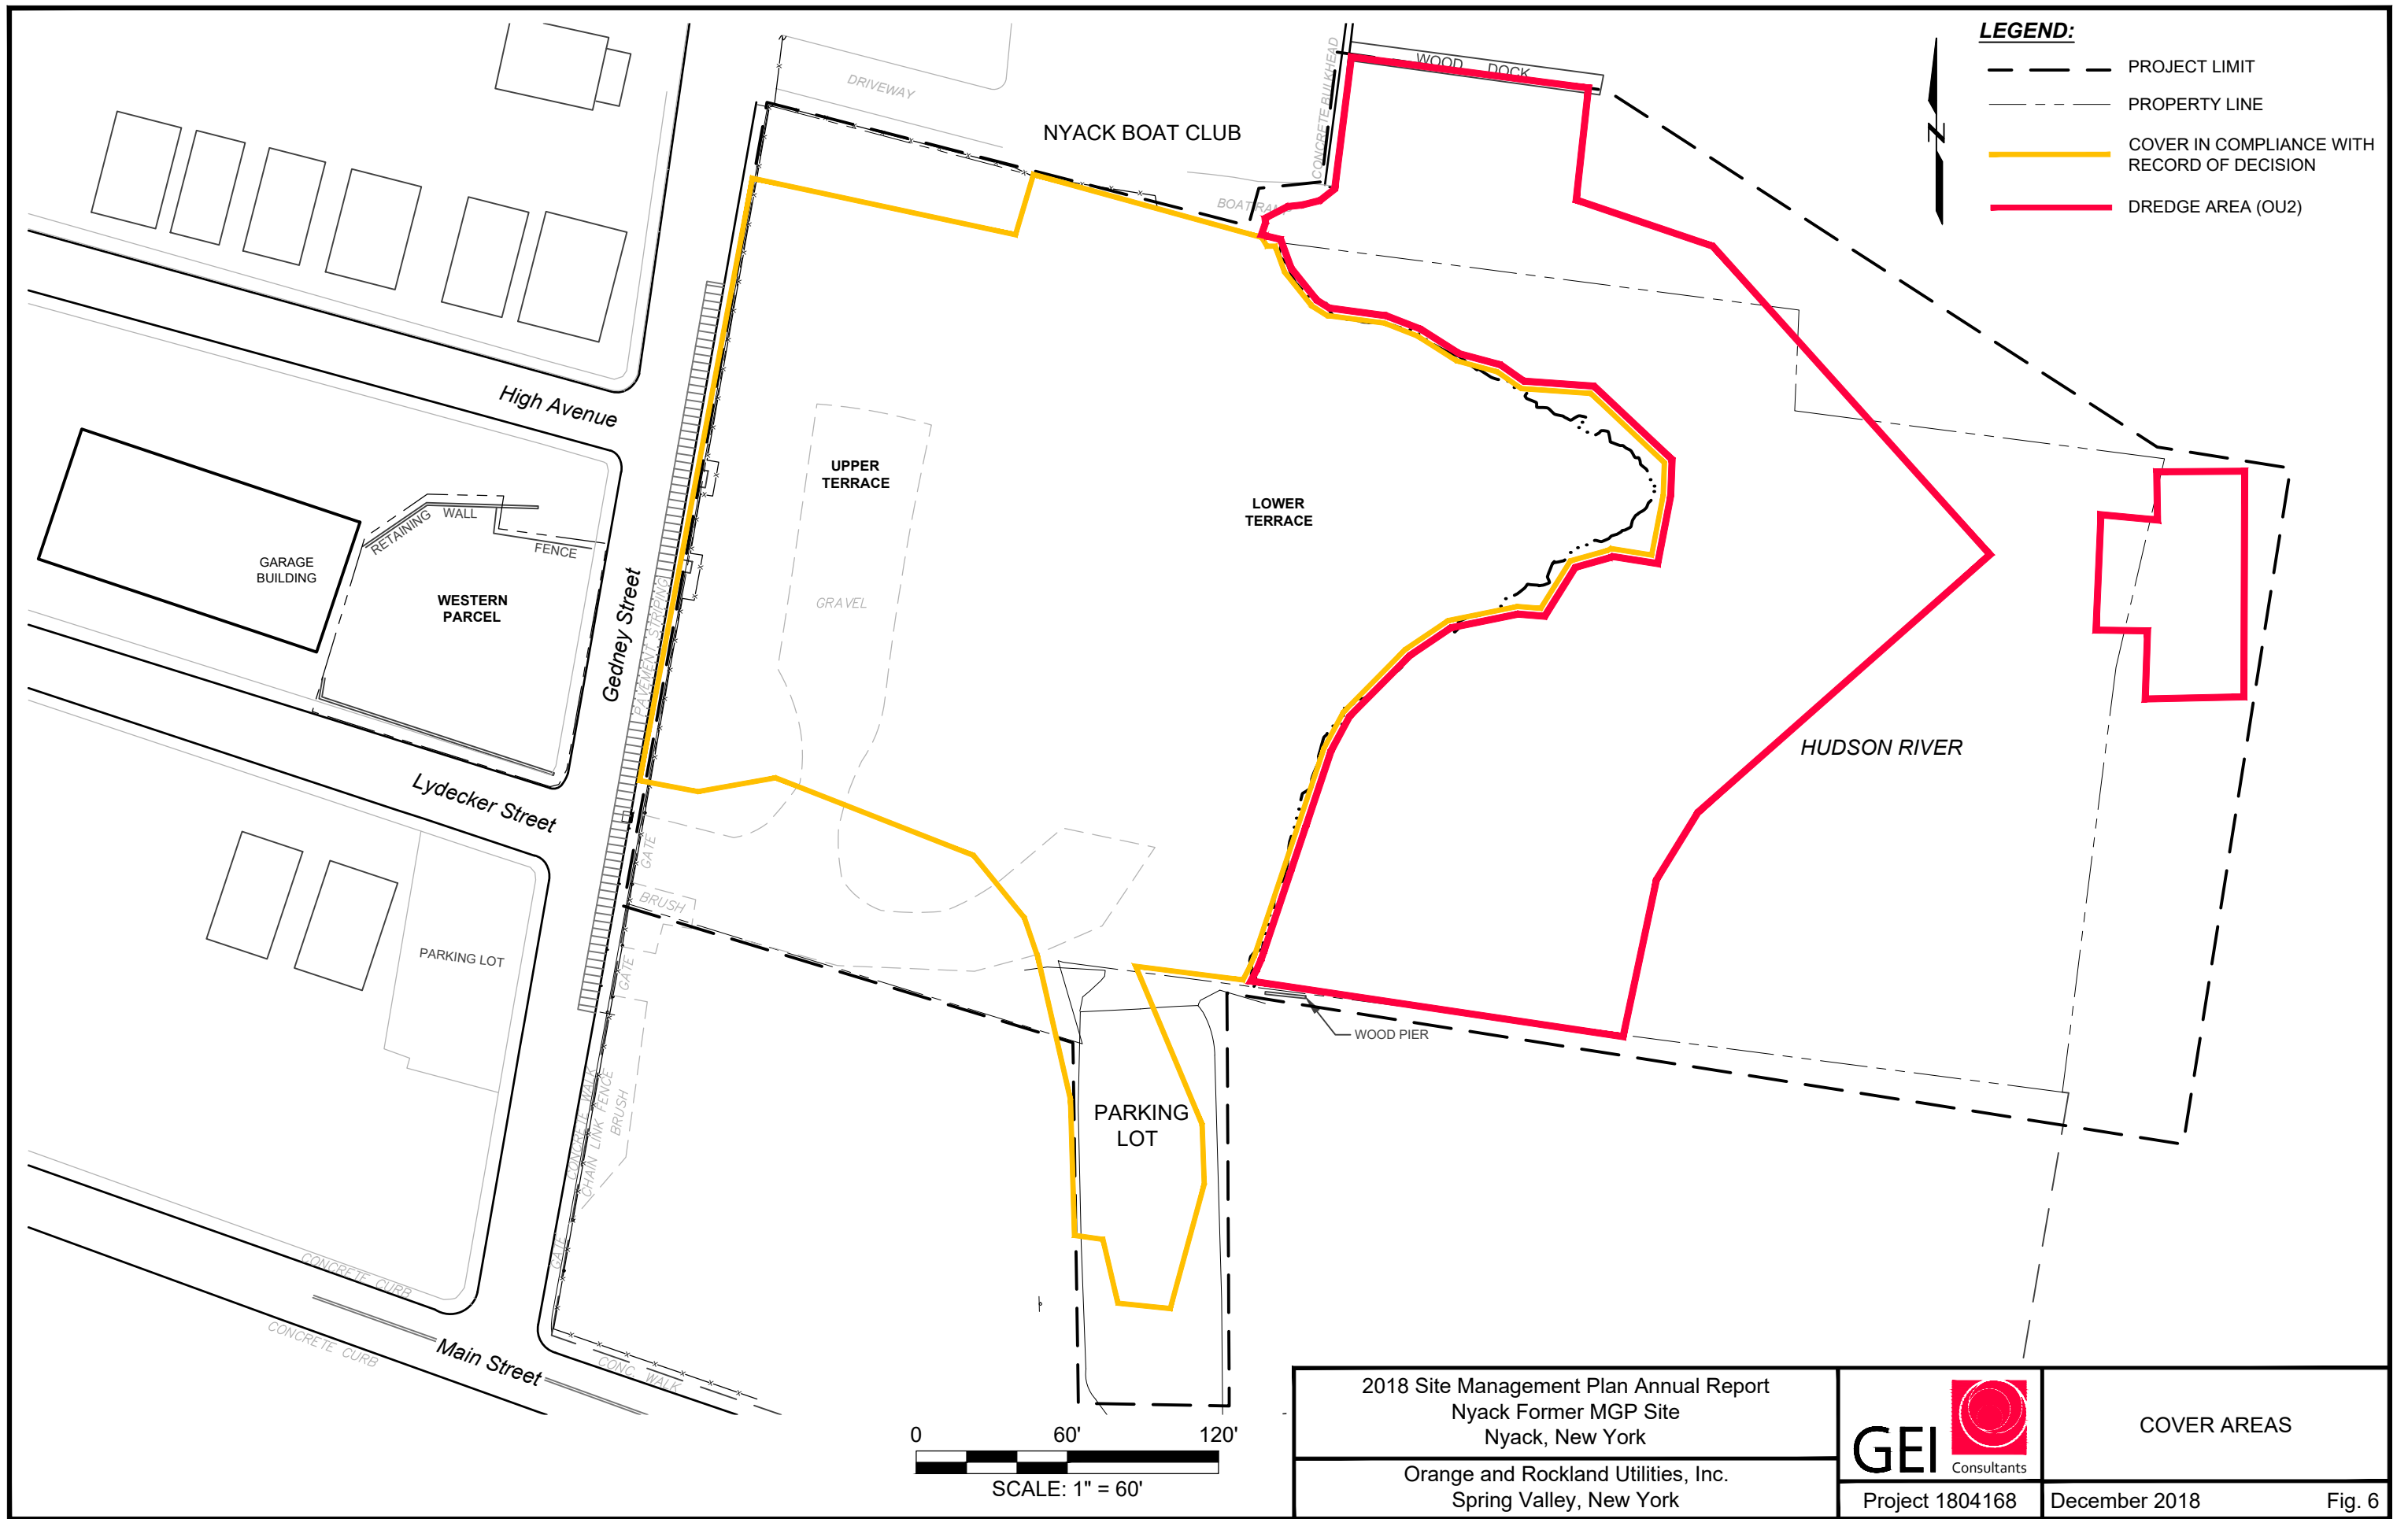 LEGEND:
PROJECT LIMIT
PROPERTY LINE
COVER IN COMPLIANCE WITH
RECORD OF DECISION
DREDGE AREA (OU2)
N
WOOD DOCK
CONCRETE BULKHEAD
DRIVEWAY
NYACK BOAT CLUB
BOAT RAMP
High Avenue
UPPER
TERRACE
LOWER
TERRACE
RETAINING WALL
FENCE
GARAGE
BUILDING
WESTERN
PARCEL
Gedney Street
PAVEMENT STRIPING
GRAVEL
HUDSON RIVER
Lydecker Street
GATE
BRUSH
PARKING LOT
GATE
WOOD PIER
CONCRETE WALK
CHAIN LINK FENCE
BRUSH
PARKING
LOT
GATE
CONCRETE CURB
CONCRETE CURB
Main Street
CONC. WALK
0 60' 120'
SCALE: 1" = 60'
2018 Site Management Plan Annual Report
Nyack Former MGP Site
Nyack, New York
Orange and Rockland Utilities, Inc.
Spring Valley, New York
GEI
Consultants
Project 1804168
COVER AREAS
December 2018
Fig. 6